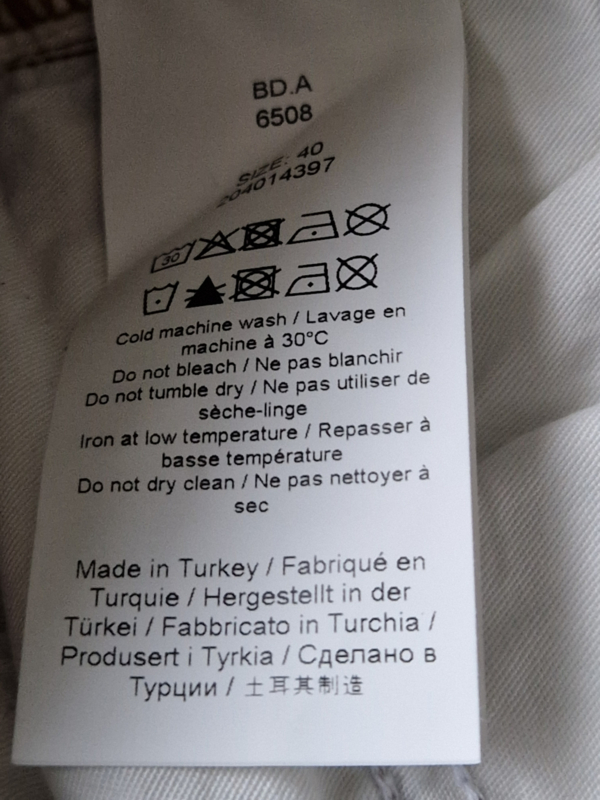 BD.A
6508
SIZE: 40
204014397
30
Cold machine wash / Lavage en
machine à 30°C
Do not bleach / Ne pas blanchir
Do not tumble dry / Ne pas utiliser de
sèche-linge
Iron at low temperature / Repasser à
basse température
Do not dry clean / Ne pas nettoyer à
sec
Made in Turkey / Fabriqué en
Turquie / Hergestellt in der
Türkei / Fabbricato in Turchia /
Produsert i Tyrkia / Сделано в
Турции / 土耳其制造